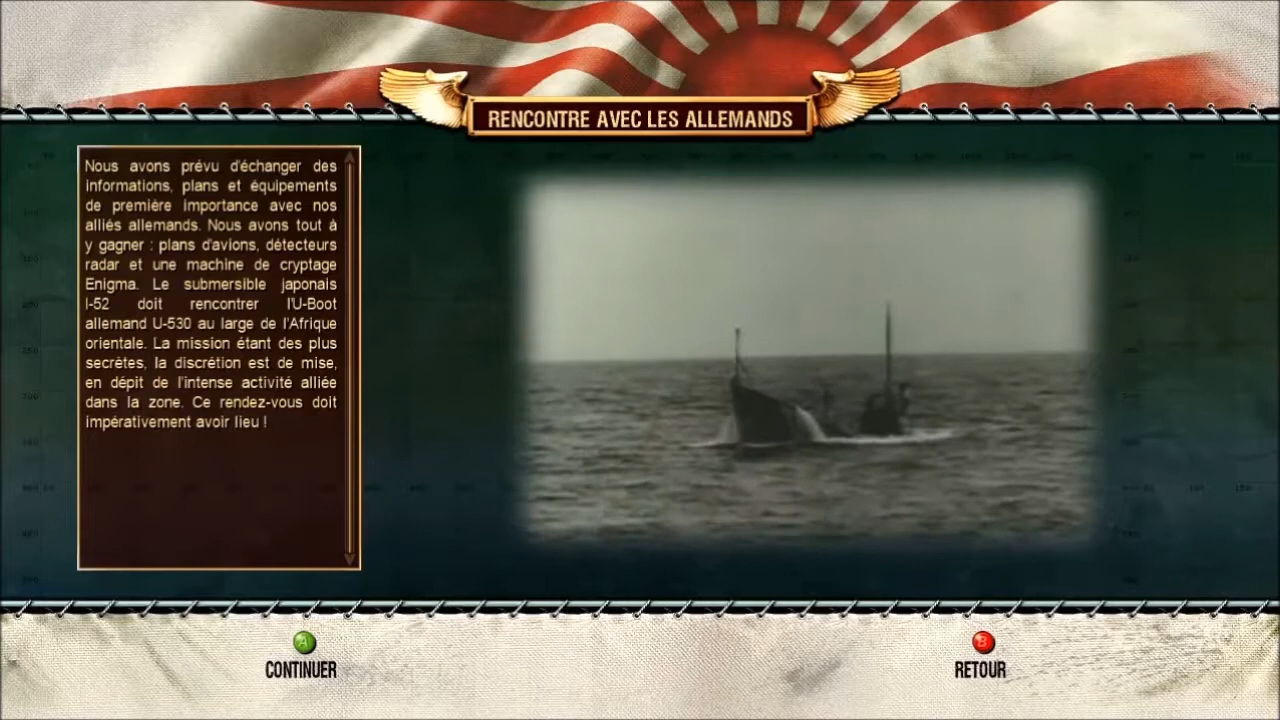 RENCONTRE AVEC LES ALLEMANDS
Nous avons prévu d'échanger des
informations, plans et équipements
de première importance avec nos
alliés allemands. Nous avons tout à
y gagner : plans d'avions, détecteurs
radar et une machine de cryptage
Enigma. Le submersible japonais
I-52 doit rencontrer l'U-Boot
allemand U-530 au large de l'Afrique
orientale. La mission étant des plus
secrètes, la discrétion est de mise,
en dépit de l'intense activité alliée
dans la zone. Ce rendez-vous doit
impérativement avoir lieu !
A
B
CONTINUER
RETOUR